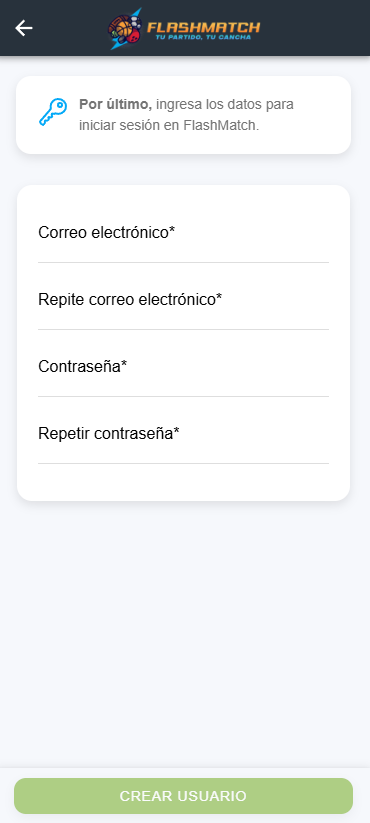 FLASHMATCH
TU PARTIDO, TU CANCHA
Por último, ingresa los datos para
iniciar sesión en FlashMatch.
Correo electrónico*
Repite correo electrónico*
Contraseña*
Repetir contraseña*
CREAR USUARIO